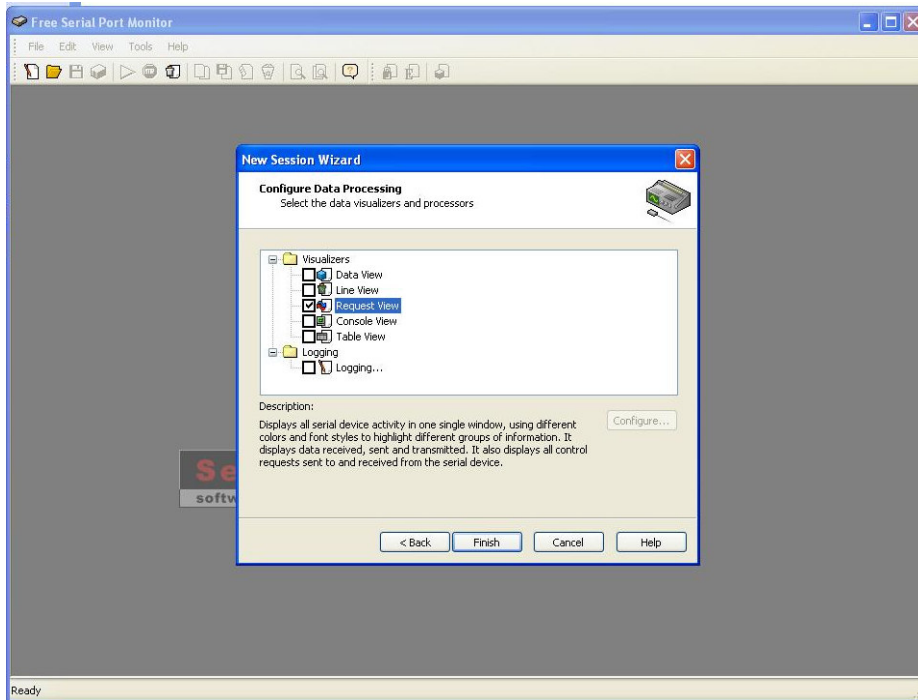 Free Serial Port Monitor
File Edit View Tools Help
New Session Wizard
Configure Data Processing
Select the data visualizers and processors
Visualizers
Data View
Line View
Request View
Console View
Table View
Logging
Logging...
Description:
Displays all serial device activity in one single window, using different
colors and font styles to highlight different groups of information. It
displays data received, sent and transmitted. It also displays all control
requests sent to and received from the serial device.
Configure...
Se
softw
< Back Finish Cancel Help
Ready